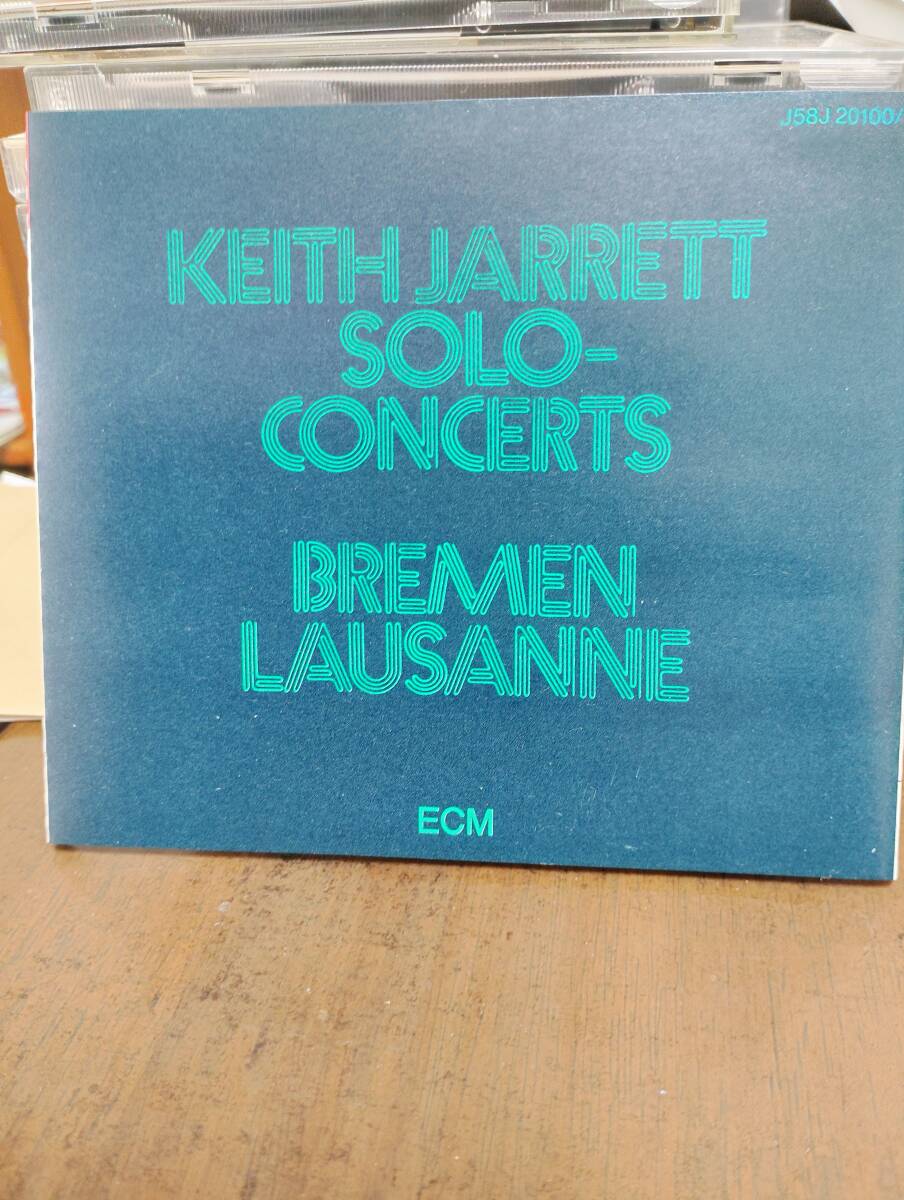 J58J 20100/
KEITH JARRETT
SOLO-
CONCERTS
BREMEN
LAUSANNE
ECM